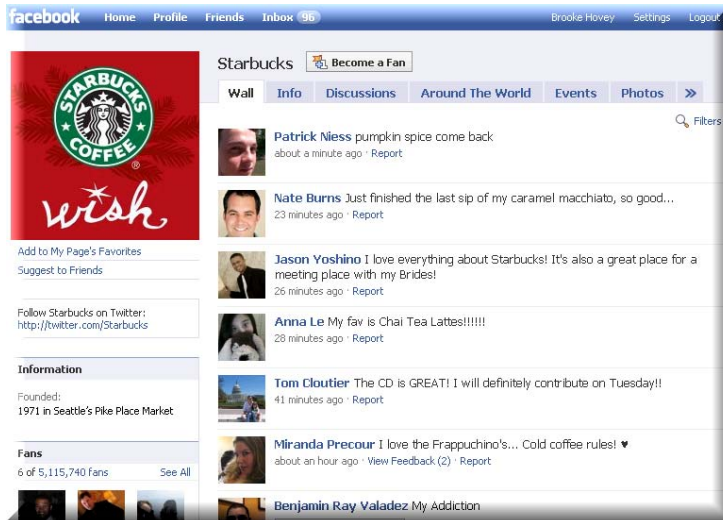 facebook Home Profile Friends Inbox 96 Brooke Hovey Settings Logout
STARBUCKS COFFEE ®
wish
Add to My Page's Favorites
Suggest to Friends
Follow Starbucks on Twitter:
http://twitter.com/Starbucks
Information
Founded:
1971 in Seattle's Pike Place Market
Fans
6 of 5,115,740 fans See All
Starbucks Become a Fan
Wall Info Discussions Around The World Events Photos »
Filters
Patrick Niess pumpkin spice come back
about a minute ago · Report
Nate Burns Just finished the last sip of my caramel macchiato, so good...
23 minutes ago · Report
Jason Yoshino I love everything about Starbucks! It's also a great place for a
meeting place with my Brides!
26 minutes ago · Report
Anna Le My fav is Chai Tea Lattes!!!!!!
28 minutes ago · Report
Tom Cloutier The CD is GREAT! I will definitely contribute on Tuesday!!
41 minutes ago · Report
Miranda Precour I love the Frappuchino's... Cold coffee rules! ♥
about an hour ago · View Feedback (2) · Report
Benjamin Ray Valadez My Addiction